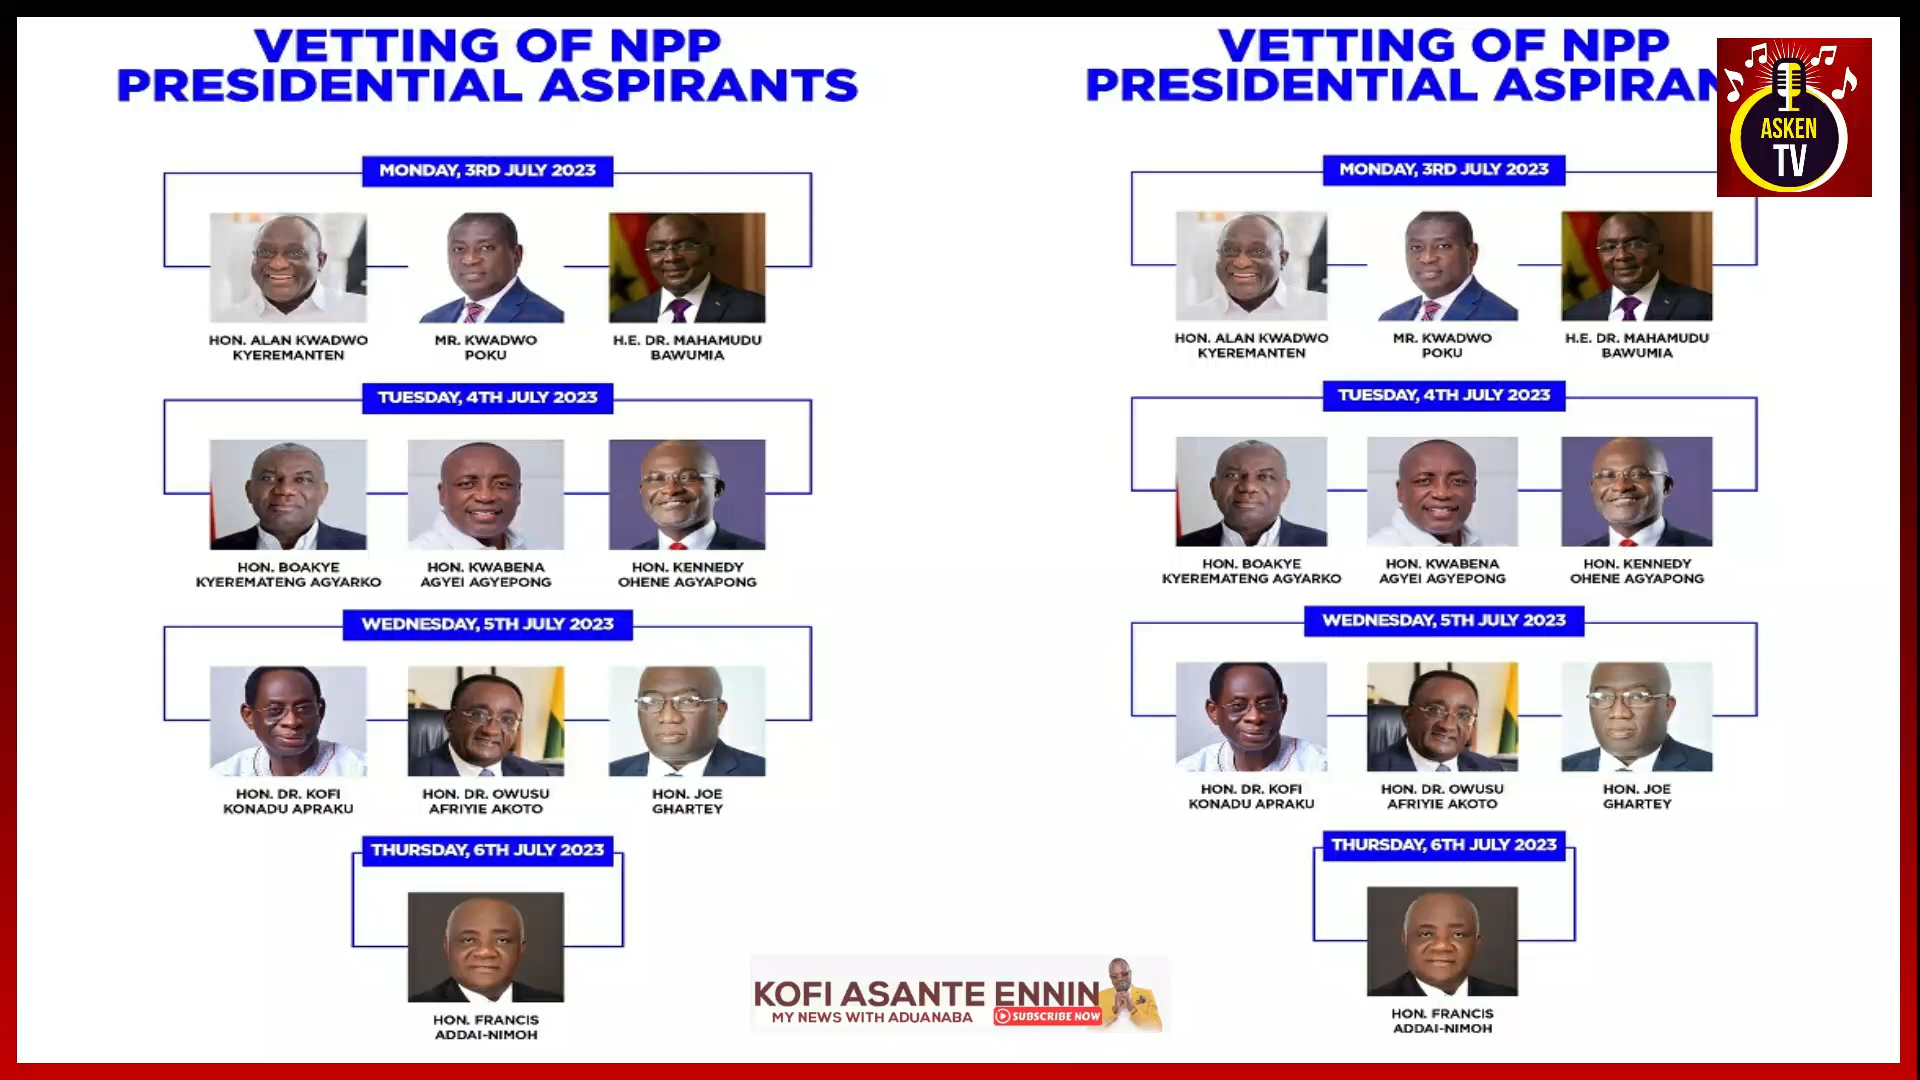 VETTING OF NPP
PRESIDENTIAL ASPIRANTS
MONDAY, 3RD JULY 2023
HON. ALAN KWADWO
KYEREMANTEN
MR. KWADWO
POKU
H.E. DR. MAHAMUDU
BAWUMIA
TUESDAY, 4TH JULY 2023
HON. BOAKYE
KYEREMATENG AGYARKO
HON. KWABENA
AGYEI AGYEPONG
HON. KENNEDY
OHENE AGYAPONG
WEDNESDAY, 5TH JULY 2023
HON. DR. KOFI
KONADU APRAKU
HON. DR. OWUSU
AFRIYIE AKOTO
HON. JOE
GHARTEY
THURSDAY, 6TH JULY 2023
HON. FRANCIS
ADDAI-NIMOH
VETTING OF NPP
PRESIDENTIAL ASPIRAN
MONDAY, 3RD JULY 2023
HON. ALAN KWADWO
KYEREMANTEN
MR. KWADWO
POKU
H.E. DR. MAHAMUDU
BAWUMIA
TUESDAY, 4TH JULY 2023
HON. BOAKYE
KYEREMATENG AGYARKO
HON. KWABENA
AGYEI AGYEPONG
HON. KENNEDY
OHENE AGYAPONG
WEDNESDAY, 5TH JULY 2023
HON. DR. KOFI
KONADU APRAKU
HON. DR. OWUSU
AFRIYIE AKOTO
HON. JOE
GHARTEY
THURSDAY, 6TH JULY 2023
HON. FRANCIS
ADDAI-NIMOH
ASKEN
TV
KOFI ASANTE ENNIN
MY NEWS WITH ADUANABA
SUBSCRIBE NOW